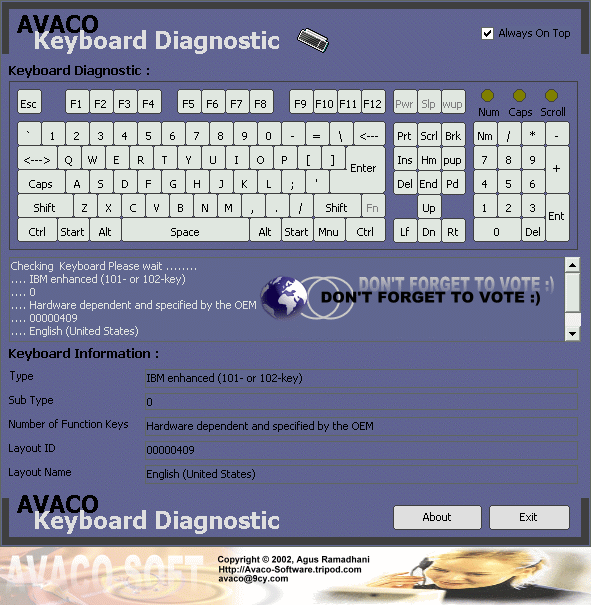 AVACO
Keyboard Diagnostic
Always On Top
Keyboard Diagnostic :
Esc F1 F2 F3 F4 F5 F6 F7 F8 F9 F10 F11 F12 Pwr Slp wup
Num Caps Scroll
` 1 2 3 4 5 6 7 8 9 0 - = \ <--- Prt Scrl Brk Nm / * -
<---> Q W E R T Y U I O P [ ] Enter Ins Hm pup 7 8 9 +
Caps A S D F G H J K L ; ' Del End Pd 4 5 6
Shift Z X C V B N M , . / Shift Fn Up 1 2 3 Ent
Ctrl Start Alt Space Alt Start Mnu Ctrl Lf Dn Rt 0 Del
Checking Keyboard Please wait ........
.... IBM enhanced (101- or 102-key)
.... 0
.... Hardware dependent and specified by the OEM
.... 00000409
.... English (United States)
DON'T FORGET TO VOTE :)
DON'T FORGET TO VOTE :)
Keyboard Information :
Type IBM enhanced (101- or 102-key)
Sub Type 0
Number of Function Keys Hardware dependent and specified by the OEM
Layout ID 00000409
Layout Name English (United States)
AVACO
Keyboard Diagnostic
About Exit
AVACO SOFT
Copyright © 2002, Agus Ramadhani
Http://Avaco-Software.tripod.com
avaco@9cy.com